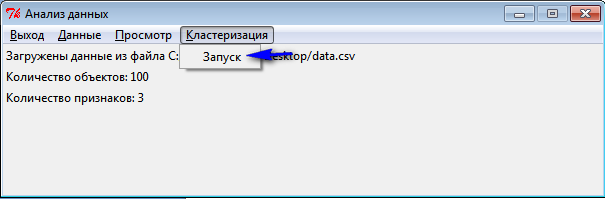 Анализ данных
Выход Данные Просмотр Кластеризация
Загружены данные из файла C: esktop/data.csv
Запуск
Количество объектов: 100
Количество признаков: 3